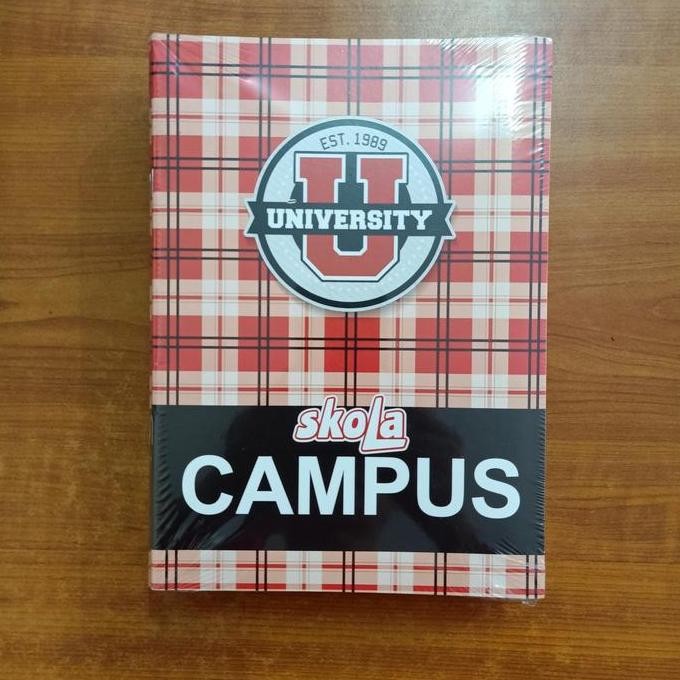 EST. 1989
U
UNIVERSITY
skoLa
CAMPUS